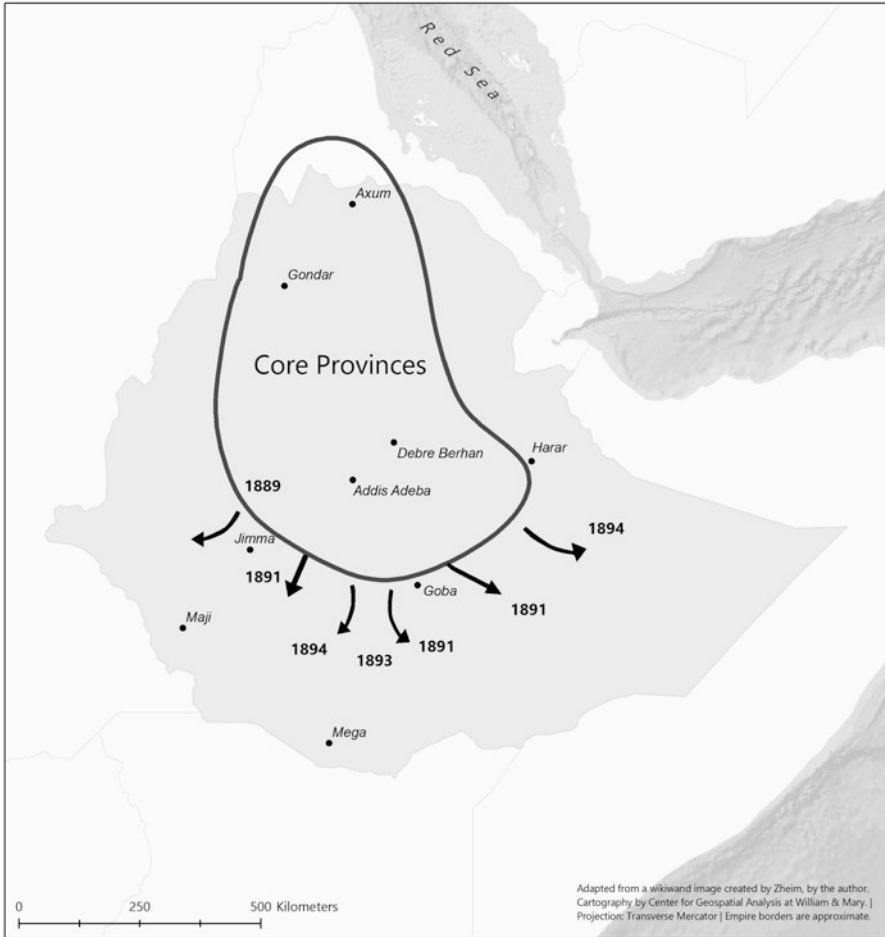 Red Sea
Axum
Gondar
Core Provinces
Debre Berhan
Harar
Addis Adeba
1889
1894
Jimma
1891
Goba
1891
Maji
1894
1893
1891
Mega
0 250 500 Kilometers
Adapted from a wikiwand image created by Zheim, by the author.
Cartography by Center for Geospatial Analysis at William & Mary. |
Projection: Transverse Mercator | Empire borders are approximate.